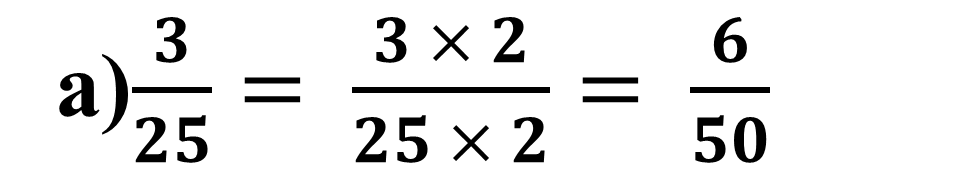 a) 3/25 = (3 × 2)/(25 × 2) = 6/50